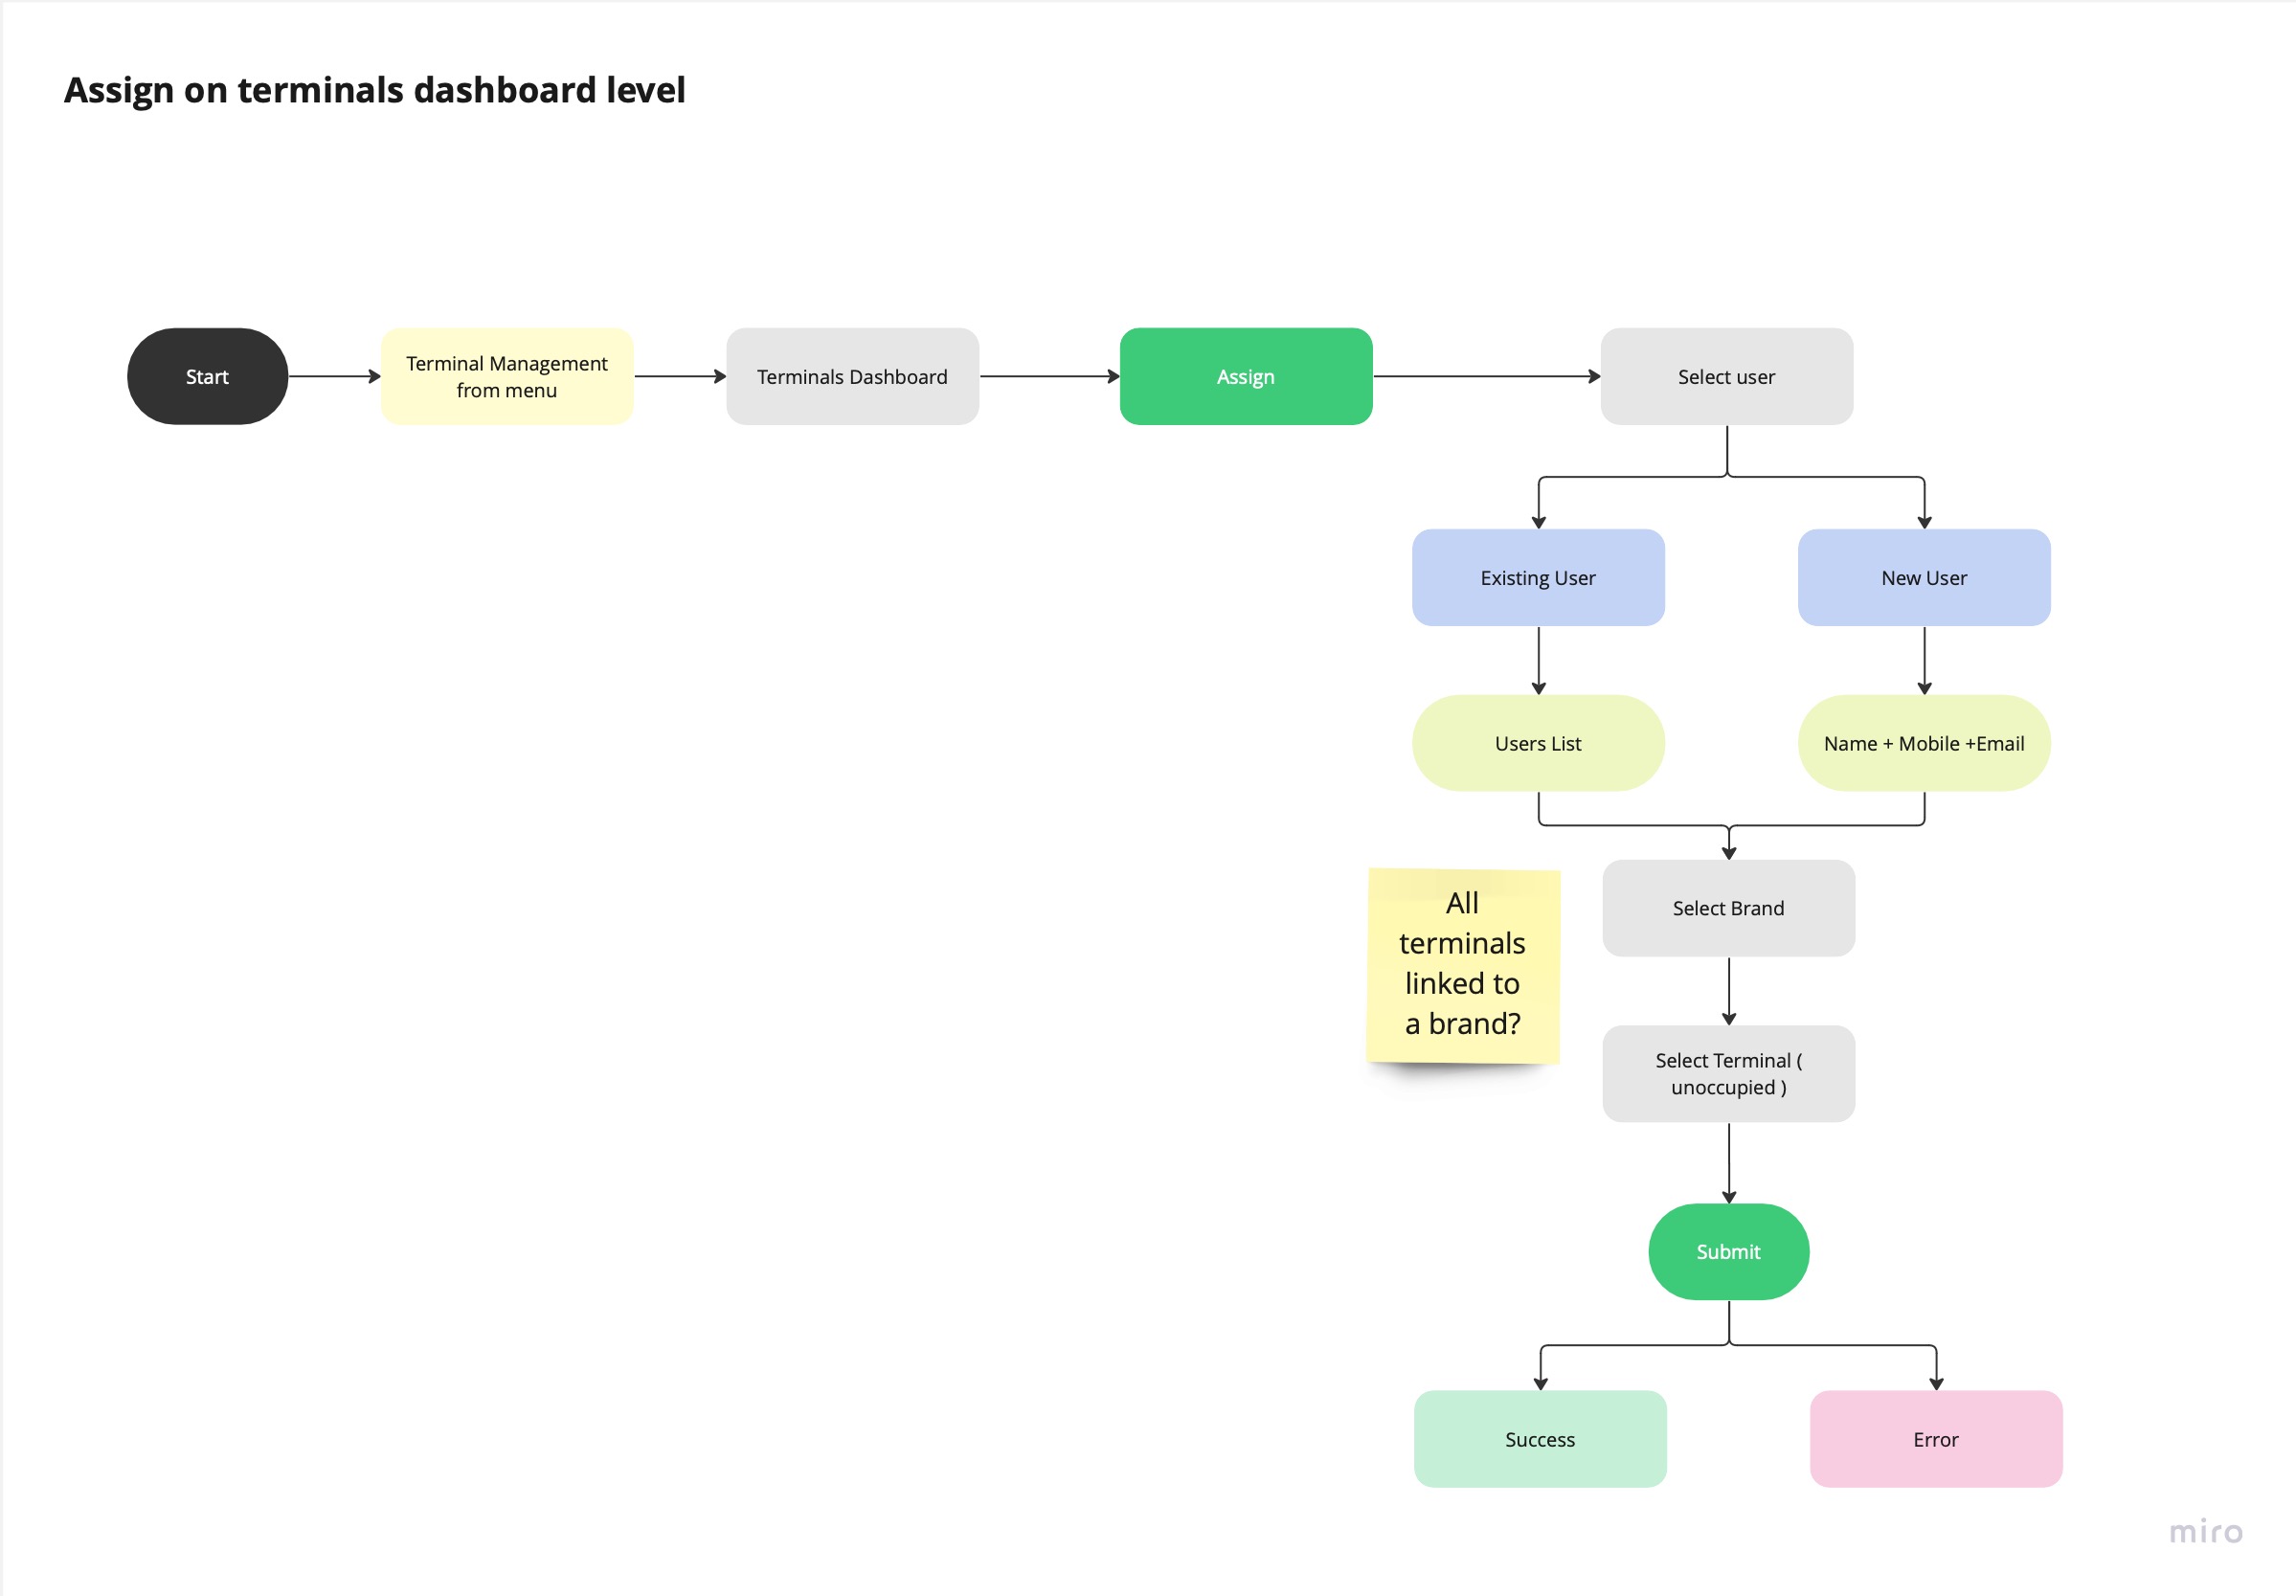 Assign on terminals dashboard level
Start
Terminal Management
from menu
Terminals Dashboard
Assign
Select user
Existing User
New User
Users List
Name + Mobile +Email
All
terminals
linked to
a brand?
Select Brand
Select Terminal (
unoccupied )
Submit
Success
Error
miro